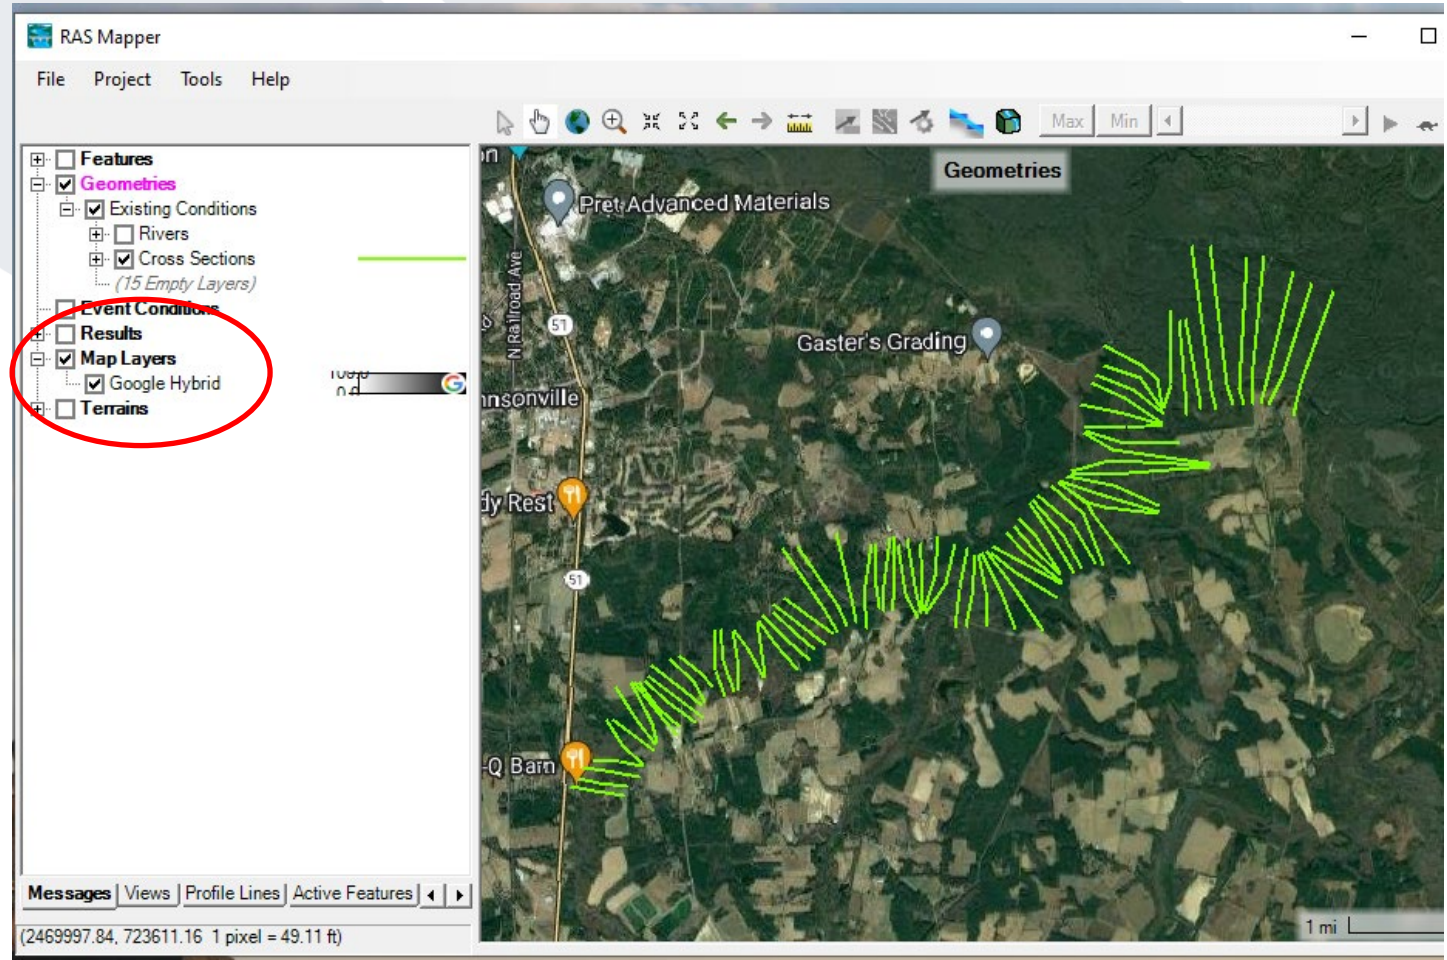 RAS Mapper
File Project Tools Help
Max Min
Features
Geometries
Existing Conditions
Rivers
Cross Sections
(15 Empty Layers)
Event Conditions
Results
Map Layers
Google Hybrid
Terrains
Geometries
on
Pret Advanced Materials
N Railroad Ave
51
Gaster's Grading
nnsonville
dy Rest
51
-Q Barn
1 mi
Messages Views Profile Lines Active Features
(2469997.84, 723611.16 1 pixel = 49.11 ft)